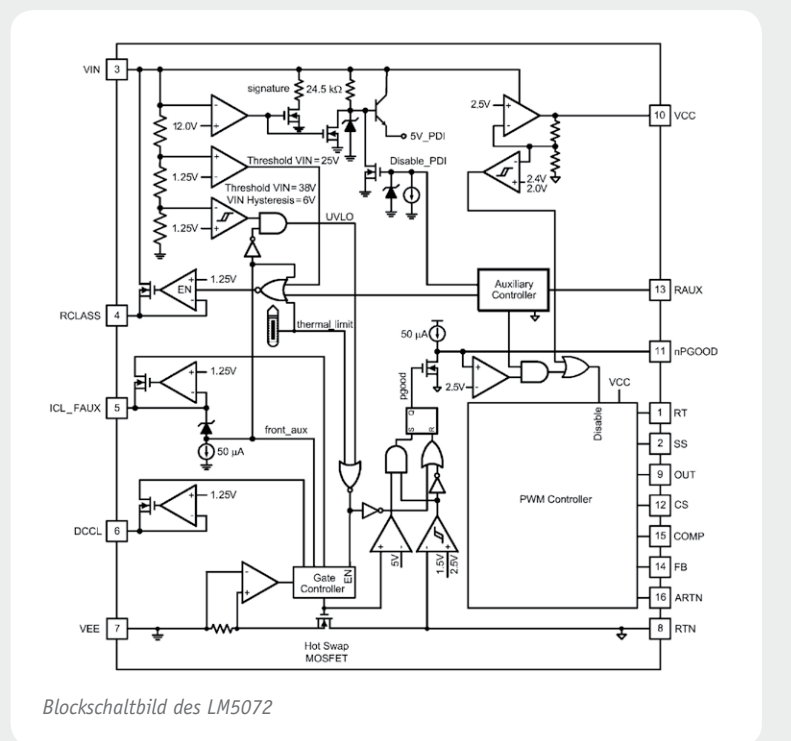 VIN 3
signature
24.5 kΩ
12.0V
5V_PDI
2.5V
10 VCC
Threshold VIN = 25V
Disable_PDI
1.25V
2.4V
2.0V
Threshold VIN = 38V
VIN Hysteresis = 6V
1.25V
UVLO
1.25V
EN
Auxiliary
Controller
13 RAUX
RCLASS 4
thermal_limit
50 µA
11 nPGOOD
1.25V
2.5V
VCC
pgood
ICL_FAUX 5
Q
S R
Disable
1 RT
front_aux
50 µA
2 SS
9 OUT
1.25V
PWM Controller
12 CS
DCCL 6
15 COMP
5V
1.5V
2.5V
14 FB
Gate
Controller
EN
16 ARTN
VEE 7
8 RTN
Hot Swap
MOSFET
Blockschaltbild des LM5072